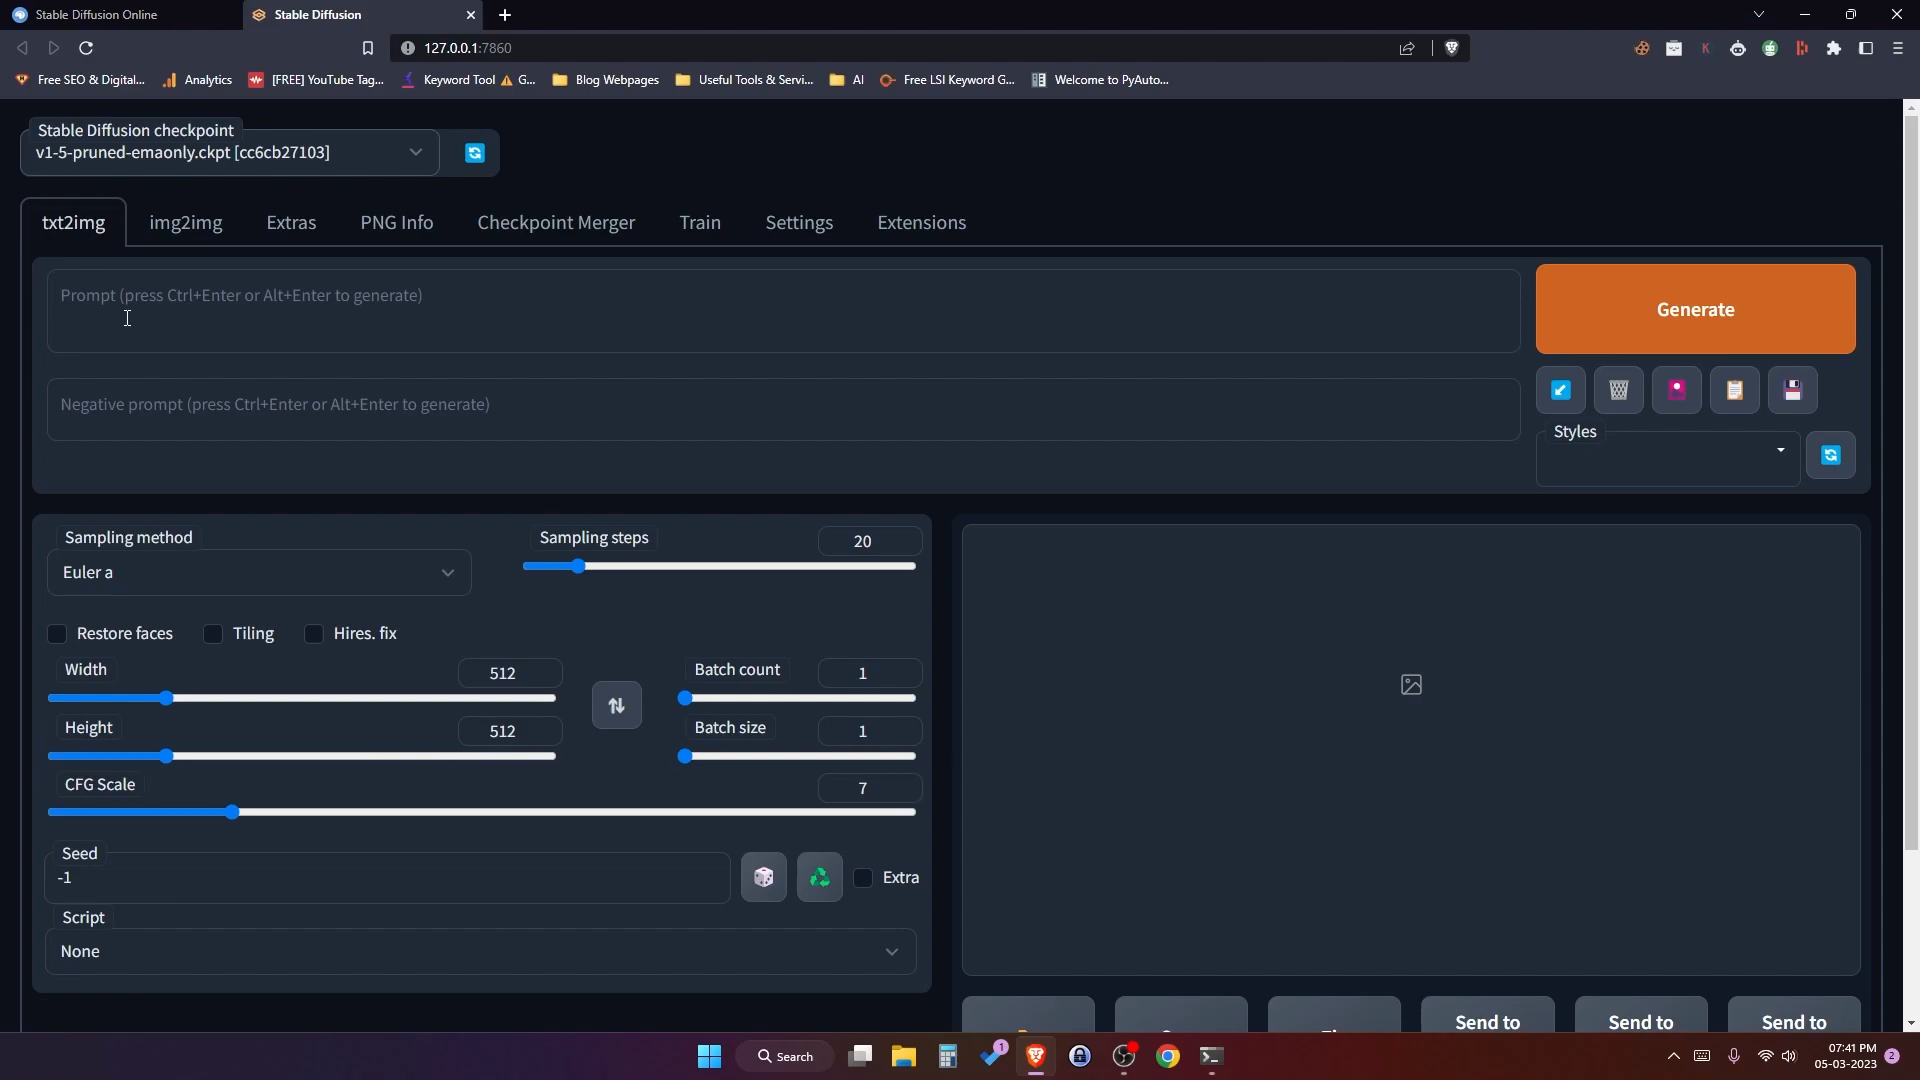 Stable Diffusion Online
Stable Diffusion
127.0.0.1:7860
Free SEO & Digital...
Analytics
[FREE] YouTube Tag...
Keyword Tool ⚠ G...
Blog Webpages
Useful Tools & Servi...
AI
Free LSI Keyword G...
Welcome to PyAuto...
Stable Diffusion checkpoint
v1-5-pruned-emaonly.ckpt [cc6cb27103]
txt2img
img2img
Extras
PNG Info
Checkpoint Merger
Train
Settings
Extensions
Prompt (press Ctrl+Enter or Alt+Enter to generate)
Generate
Negative prompt (press Ctrl+Enter or Alt+Enter to generate)
Styles
Sampling method
Euler a
Sampling steps
20
Restore faces
Tiling
Hires. fix
Width
512
Batch count
1
Height
512
Batch size
1
CFG Scale
7
Seed
-1
Extra
Script
None
Send to
Send to
Send to
Search
1
07:41 PM
05-03-2023
2